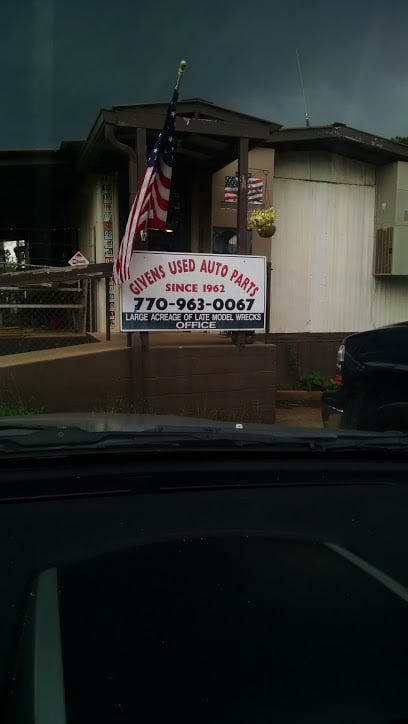 GIVENS USED AUTO PARTS
SINCE 1962
770-963-0067
LARGE ACREAGE OF LATE MODEL WRECKS
OFFICE